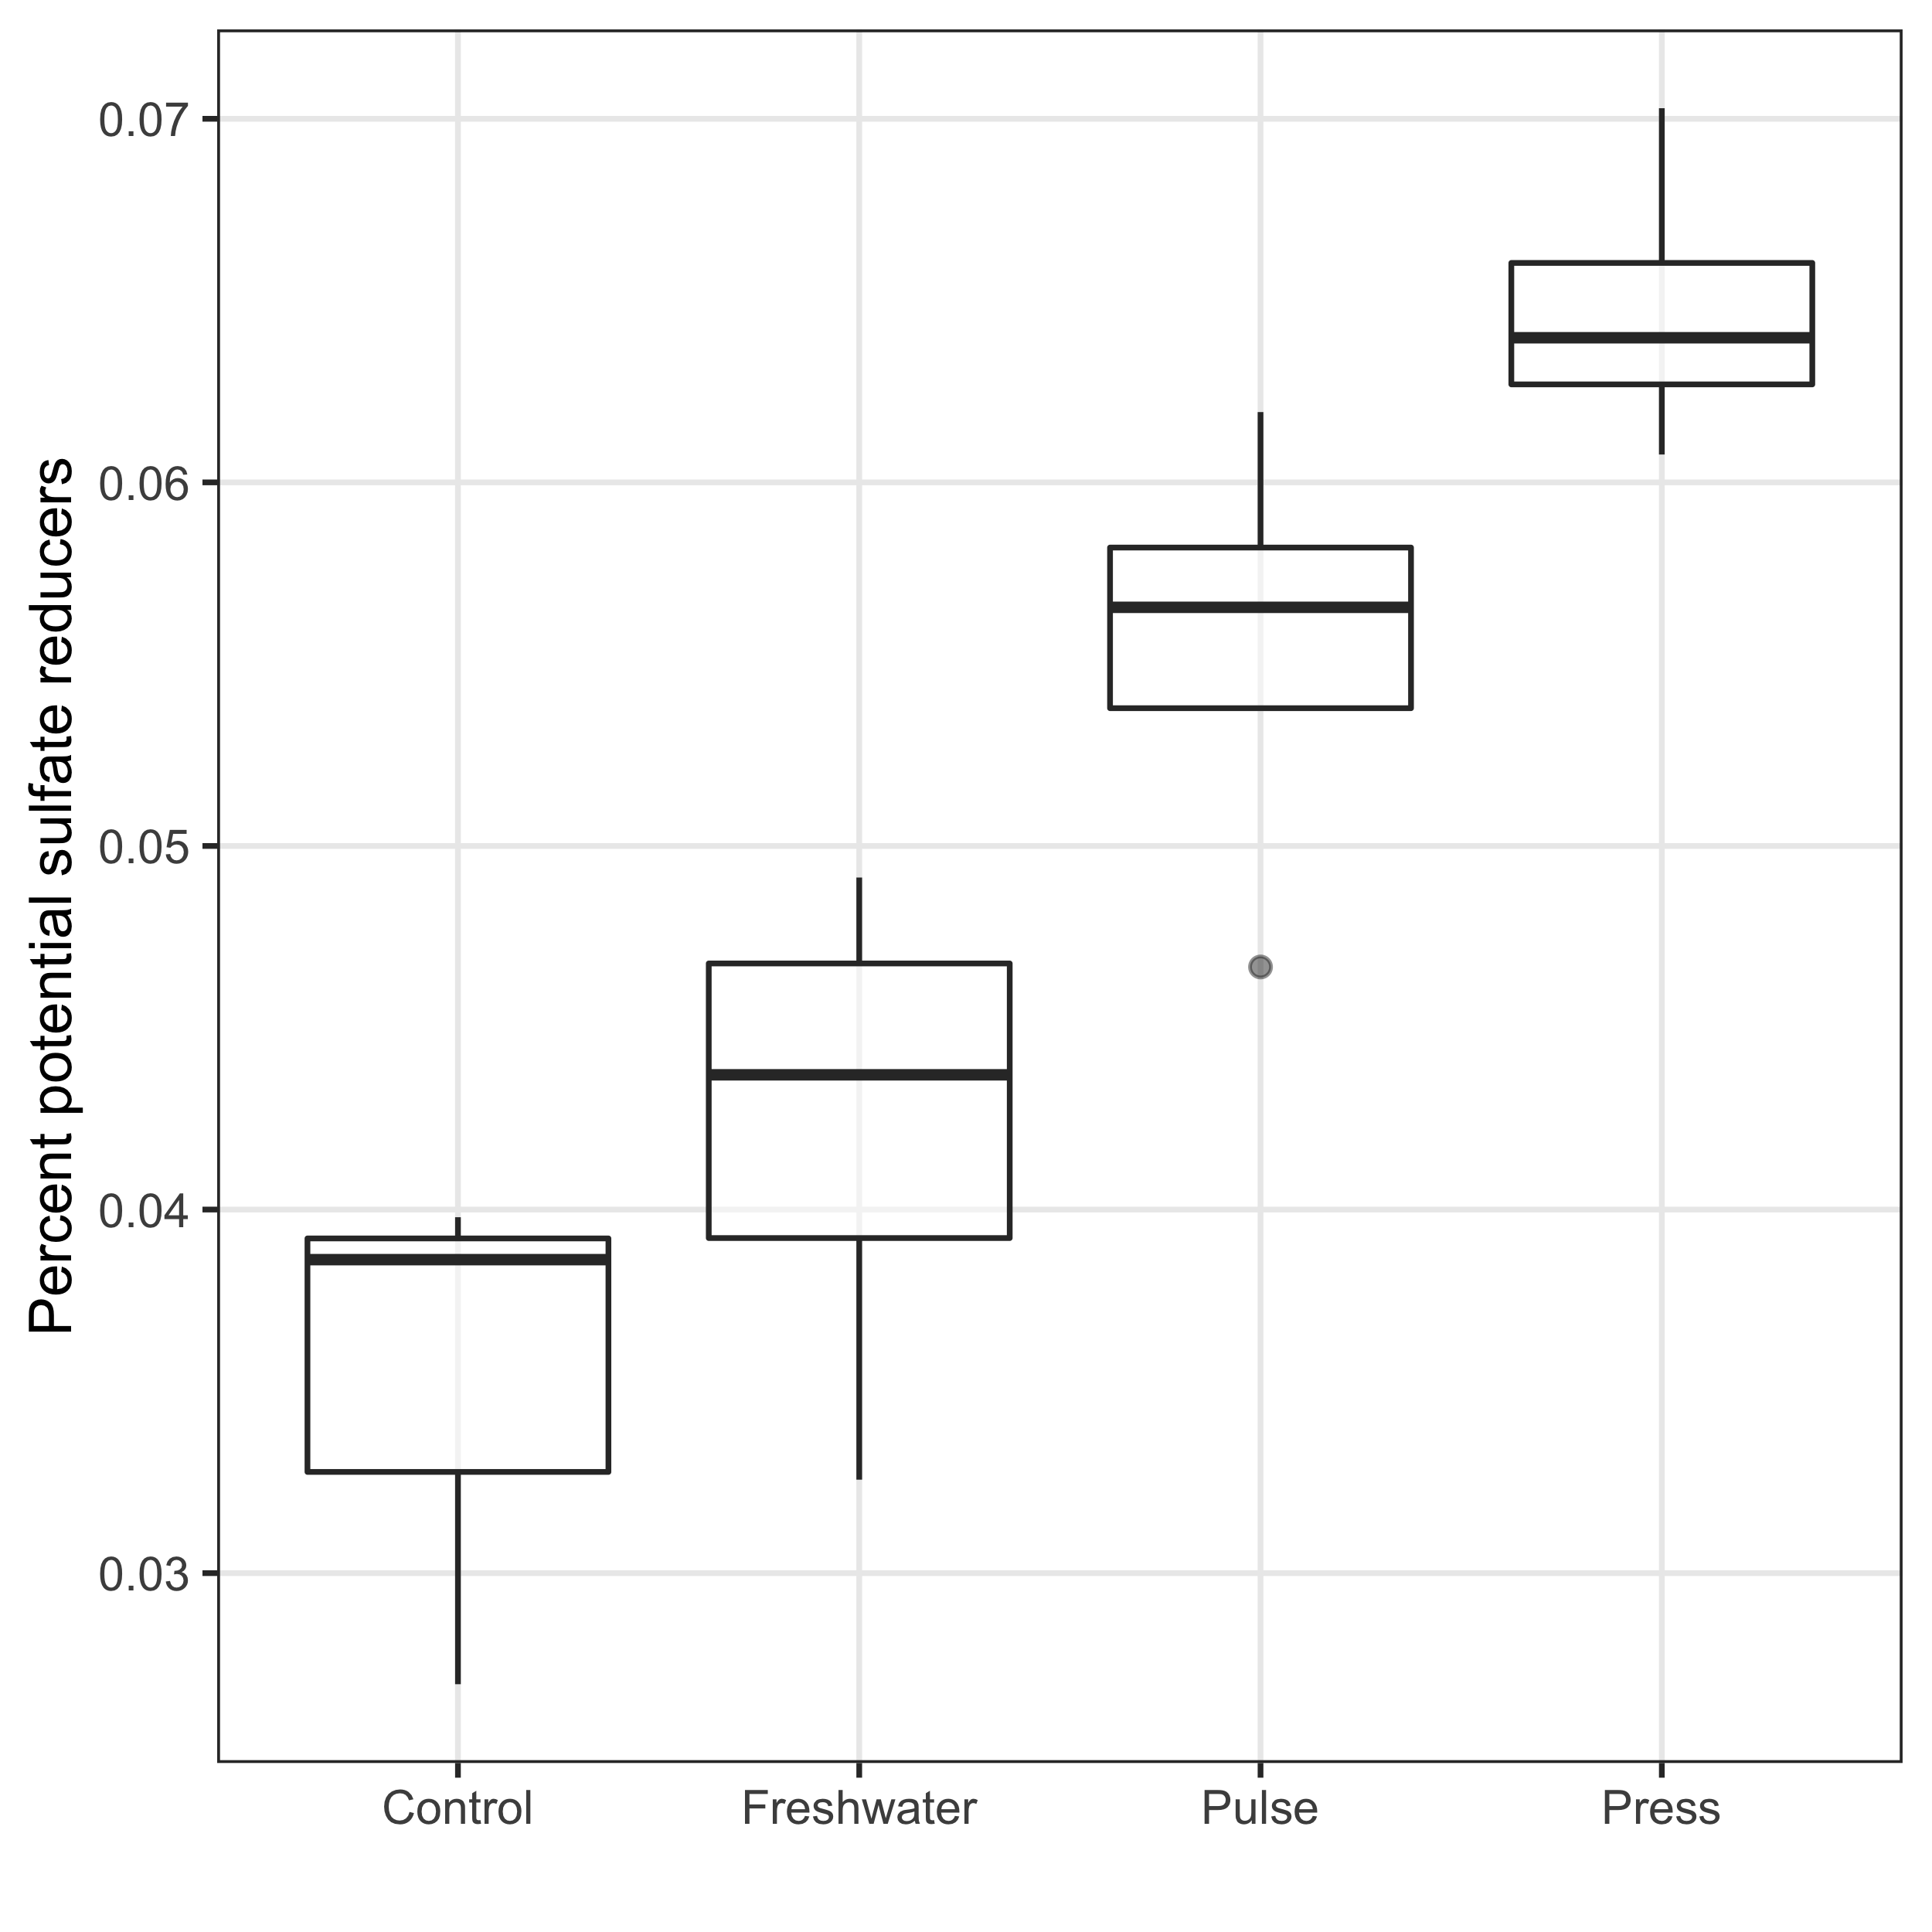 Percent potential sulfate reducers
0.07
0.06
0.05
0.04
0.03
Control
Freshwater
Pulse
Press